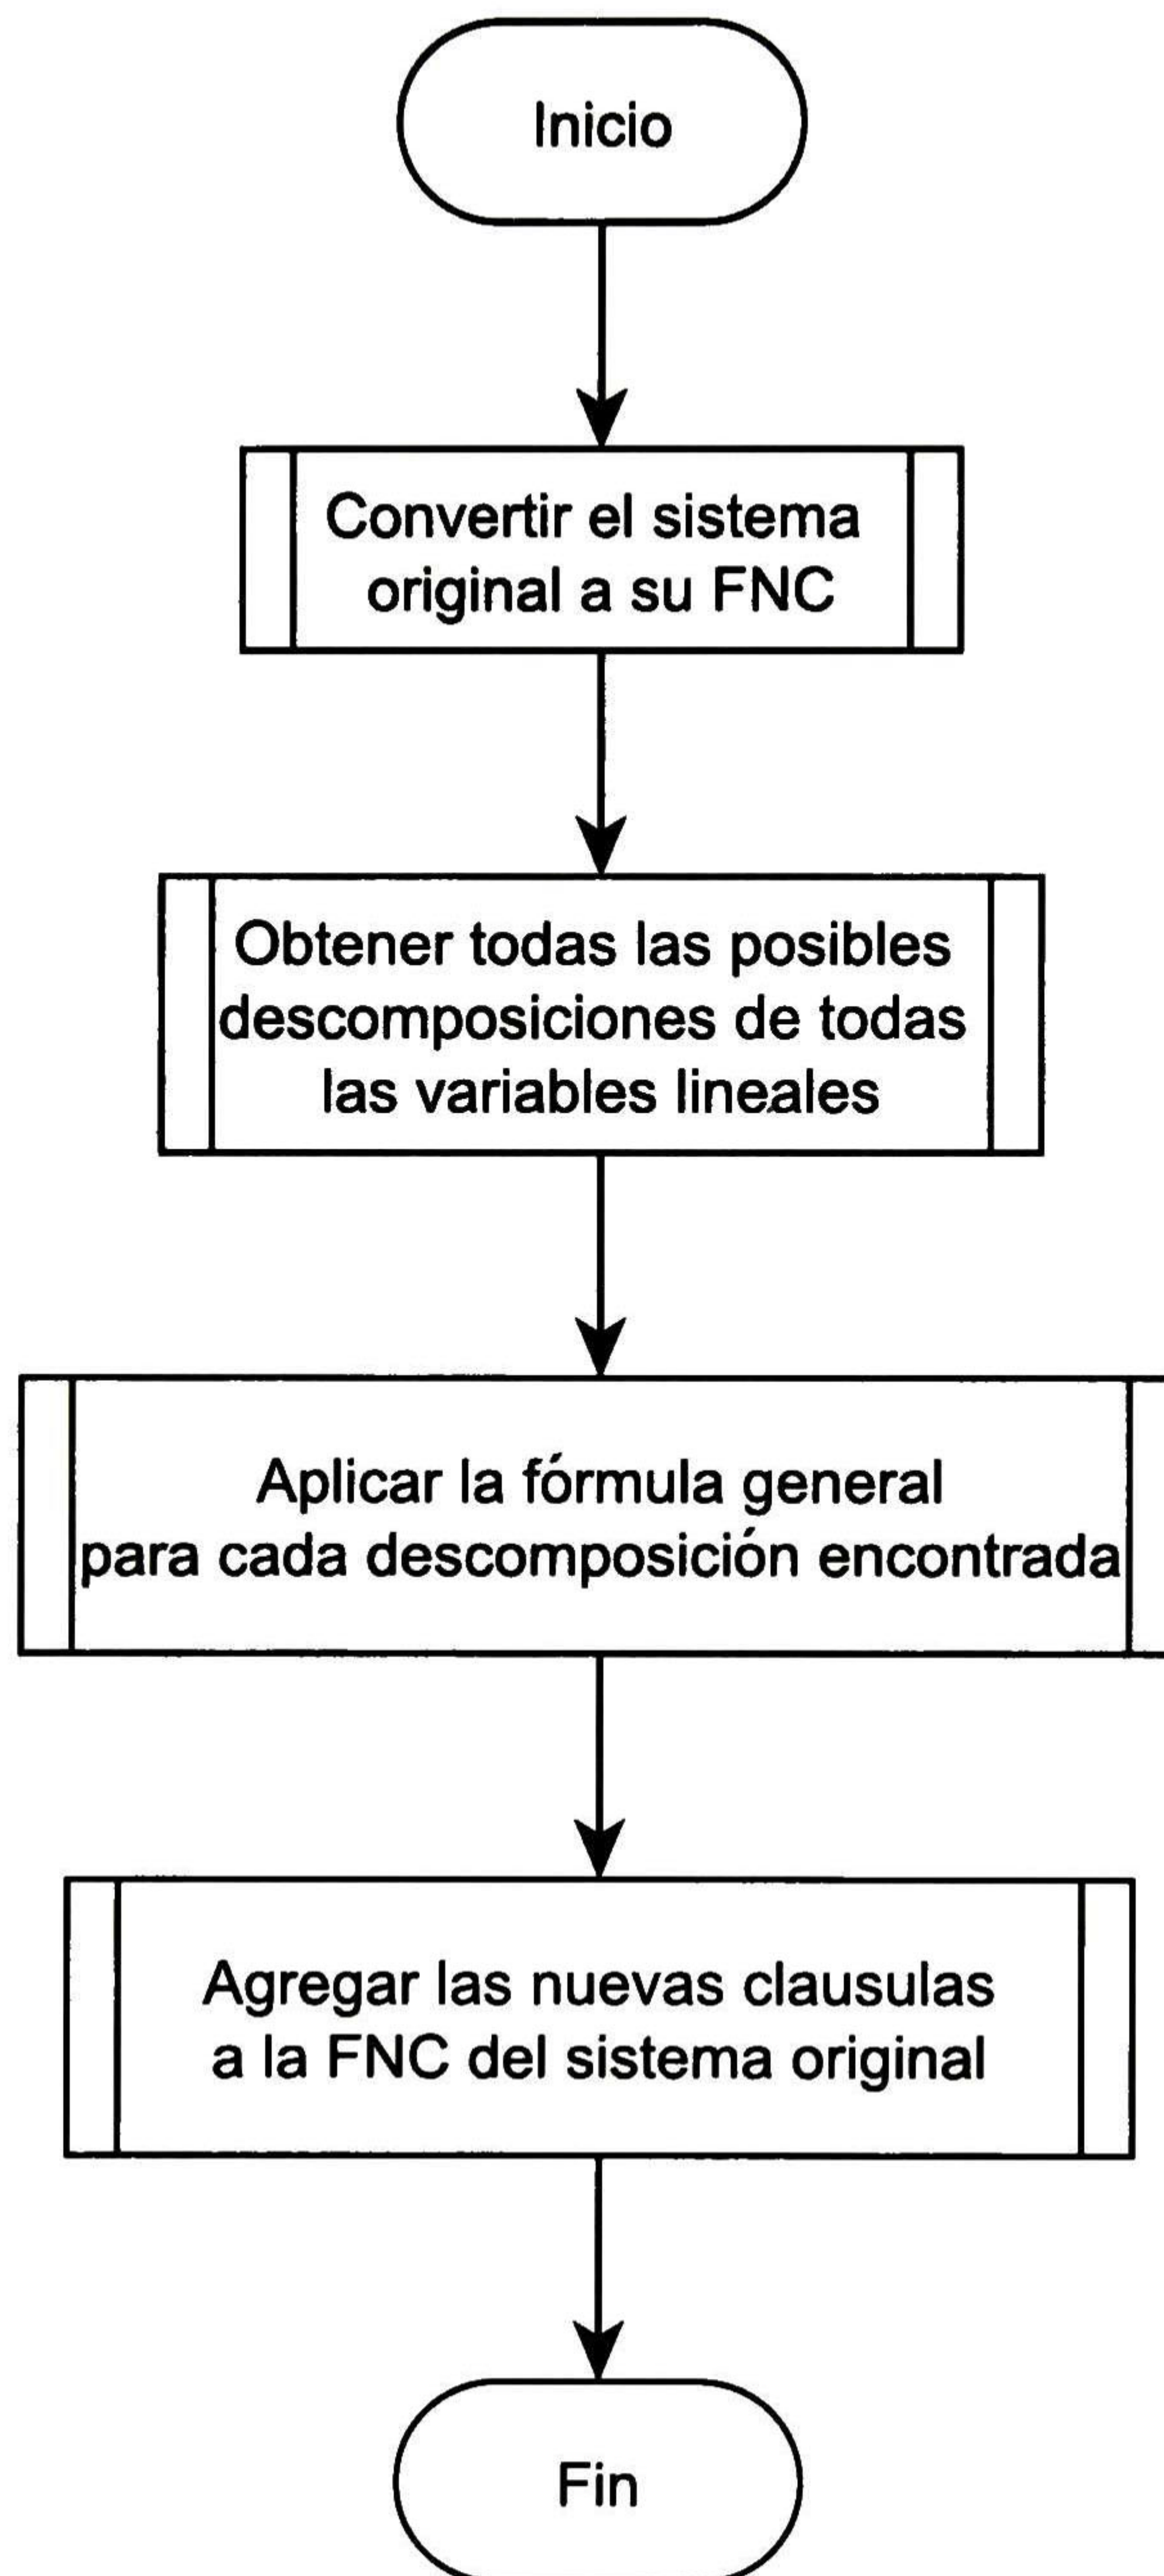 Inicio
Convertir el sistema
original a su FNC
Obtener todas las posibles
descomposiciones de todas
las variables lineales
Aplicar la fórmula general
para cada descomposición encontrada
Agregar las nuevas clausulas
a la FNC del sistema original
Fin